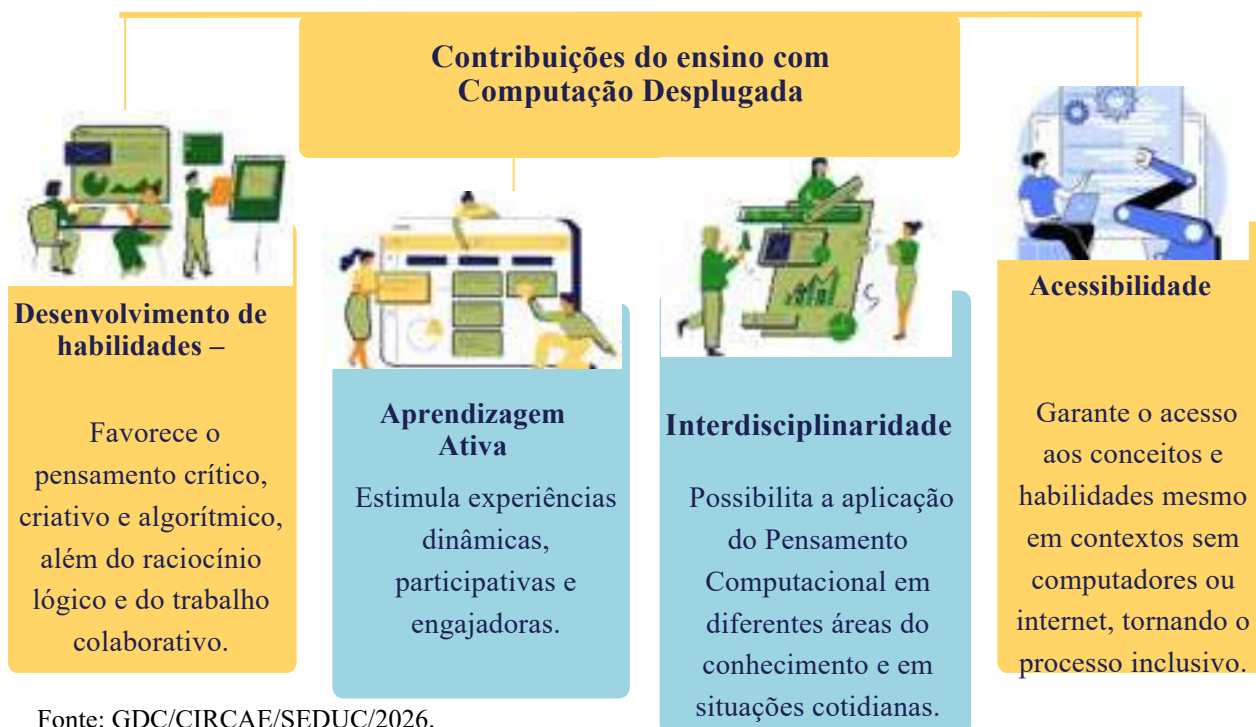 Contribuições do ensino com
Computação Desplugada
Desenvolvimento de
habilidades –
Favorece o
pensamento crítico,
criativo e algorítmico,
além do raciocínio
lógico e do trabalho
colaborativo.
Aprendizagem
Ativa
Estimula experiências
dinâmicas,
participativas e
engajadoras.
Interdisciplinaridade
Possibilita a aplicação
do Pensamento
Computacional em
diferentes áreas do
conhecimento e em
situações cotidianas.
Acessibilidade
Garante o acesso
aos conceitos e
habilidades mesmo
em contextos sem
computadores ou
internet, tornando o
processo inclusivo.
Fonte: GDC/CIRCAE/SEDUC/2026.